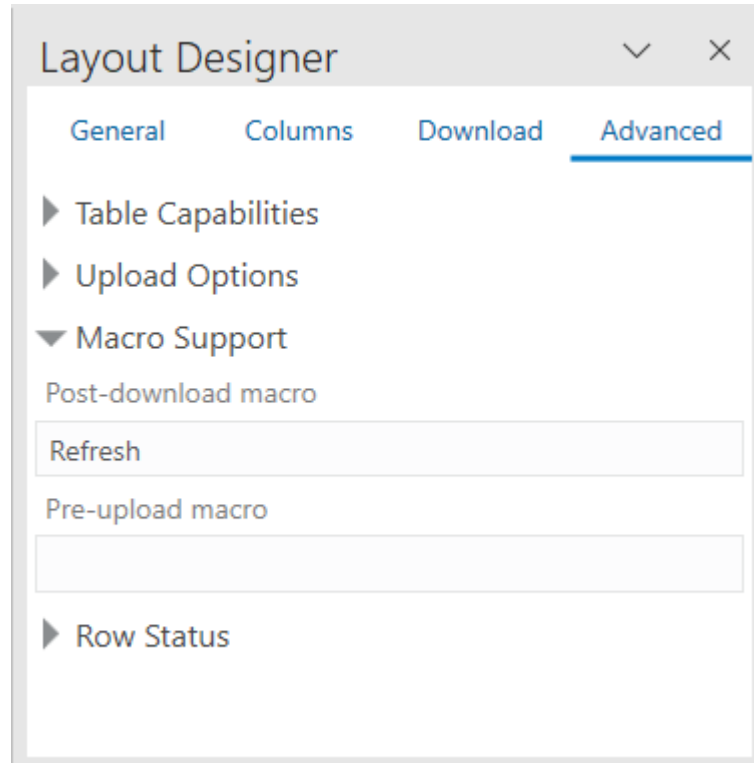 Layout Designer
General Columns Download Advanced
Table Capabilities
Upload Options
Macro Support
Post-download macro
Refresh
Pre-upload macro
Row Status